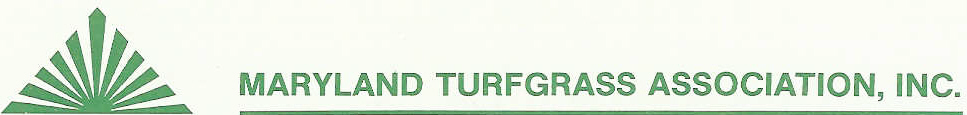 MARYLAND TURFGRASS ASSOCIATION, INC.